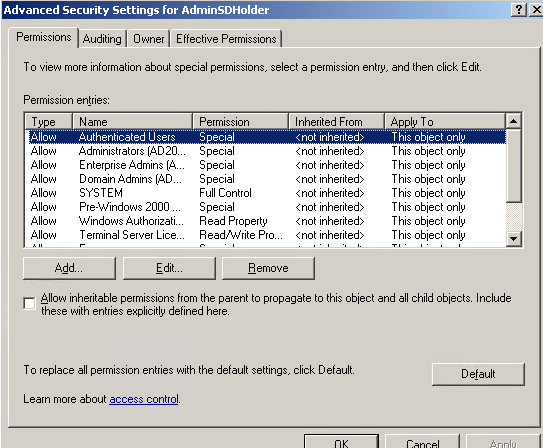 Advanced Security Settings for AdminSDHolder
Permissions Auditing Owner Effective Permissions
To view more information about special permissions, select a permission entry, and then click Edit.
Permission entries:
Type Name Permission Inherited From Apply To
Allow Authenticated Users Special <not inherited> This object only
Allow Administrators (AD20... Special <not inherited> This object only
Allow Enterprise Admins (A... Special <not inherited> This object only
Allow Domain Admins (AD... Special <not inherited> This object only
Allow SYSTEM Full Control <not inherited> This object only
Allow Pre-Windows 2000 ... Special <not inherited> This object only
Allow Windows Authorizati... Read Property <not inherited> This object only
Allow Terminal Server Lice... Read/Write Pro... <not inherited> This object only
Add... Edit... Remove
Allow inheritable permissions from the parent to propagate to this object and all child objects. Include
these with entries explicitly defined here.
To replace all permission entries with the default settings, click Default.
Default
Learn more about access control.
OK Cancel Apply